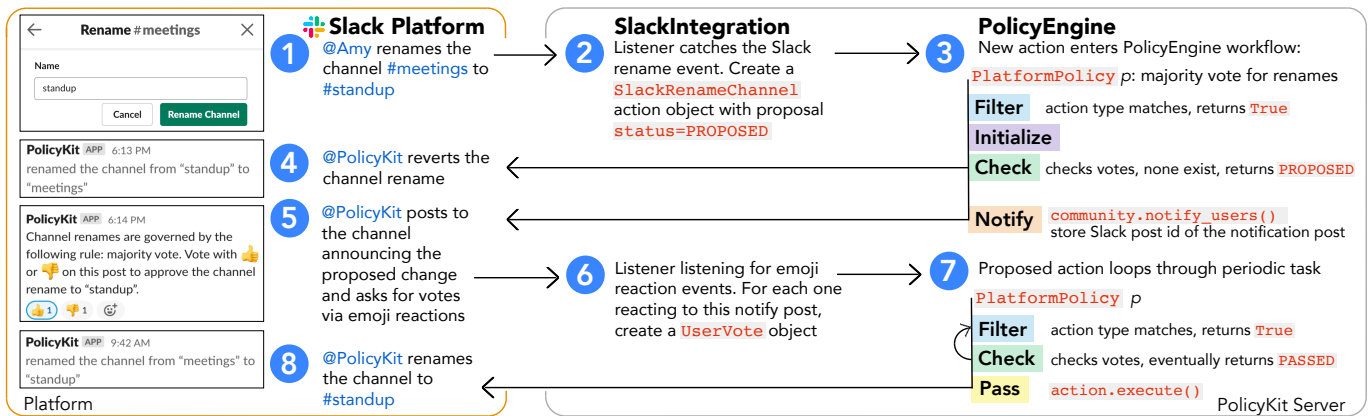 Rename #meetings
Name
standup
Cancel
Rename Channel
PolicyKit APP 6:13 PM
renamed the channel from “standup” to
“meetings”
PolicyKit APP 6:14 PM
Channel renames are governed by the
following rule: majority vote. Vote with 👍
or 👎 on this post to approve the channel
rename to “standup”.
👍 1 👎 1
PolicyKit APP 9:42 AM
renamed the channel from “meetings” to
“standup”
Platform
Slack Platform
1
@Amy renames the
channel #meetings to
#standup
4
@PolicyKit reverts the
channel rename
5
@PolicyKit posts to
the channel
announcing the
proposed change
and asks for votes
via emoji reactions
8
@PolicyKit renames
the channel to
#standup
SlackIntegration
2
Listener catches the Slack
rename event. Create a
SlackRenameChannel
action object with proposal
status=PROPOSED
6
Listener listening for emoji
reaction events. For each one
reacting to this notify post,
create a UserVote object
PolicyEngine
3
New action enters PolicyEngine workflow:
PlatformPolicy p: majority vote for renames
Filter action type matches, returns True
Initialize
Check checks votes, none exist, returns PROPOSED
Notify community.notify_users()
store Slack post id of the notification post
7
Proposed action loops through periodic task
PlatformPolicy p
Filter action type matches, returns True
Check checks votes, eventually returns PASSED
Pass action.execute()
PolicyKit Server